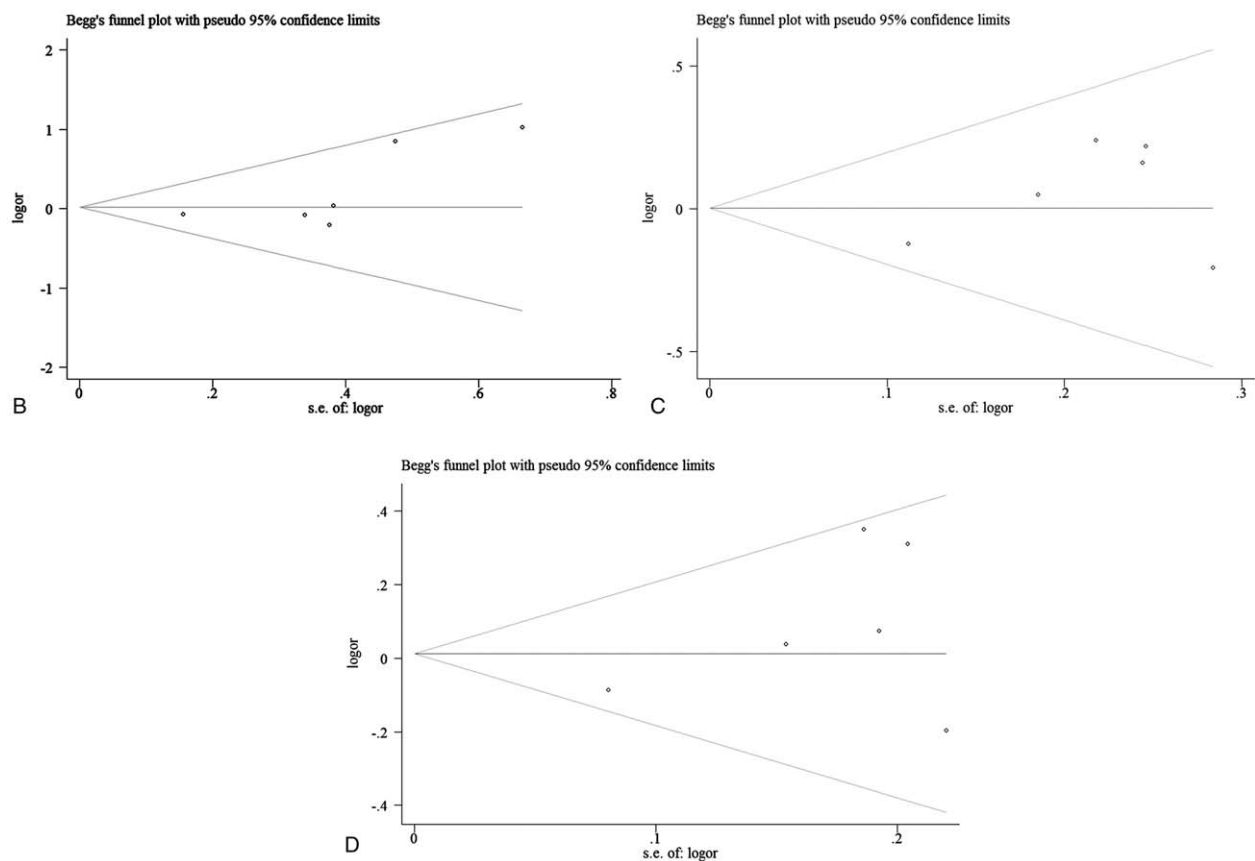 Begg's funnel plot with pseudo 95% confidence limits
2
1
0
-1
-2
logor
0
.2
.4
.6
.8
s.e. of: logor
B
Begg's funnel plot with pseudo 95% confidence limits
.5
0
-.5
logor
0
.1
.2
.3
s.e. of: logor
C
Begg's funnel plot with pseudo 95% confidence limits
.4
.2
0
-.2
-.4
logor
0
.1
.2
s.e. of: logor
D